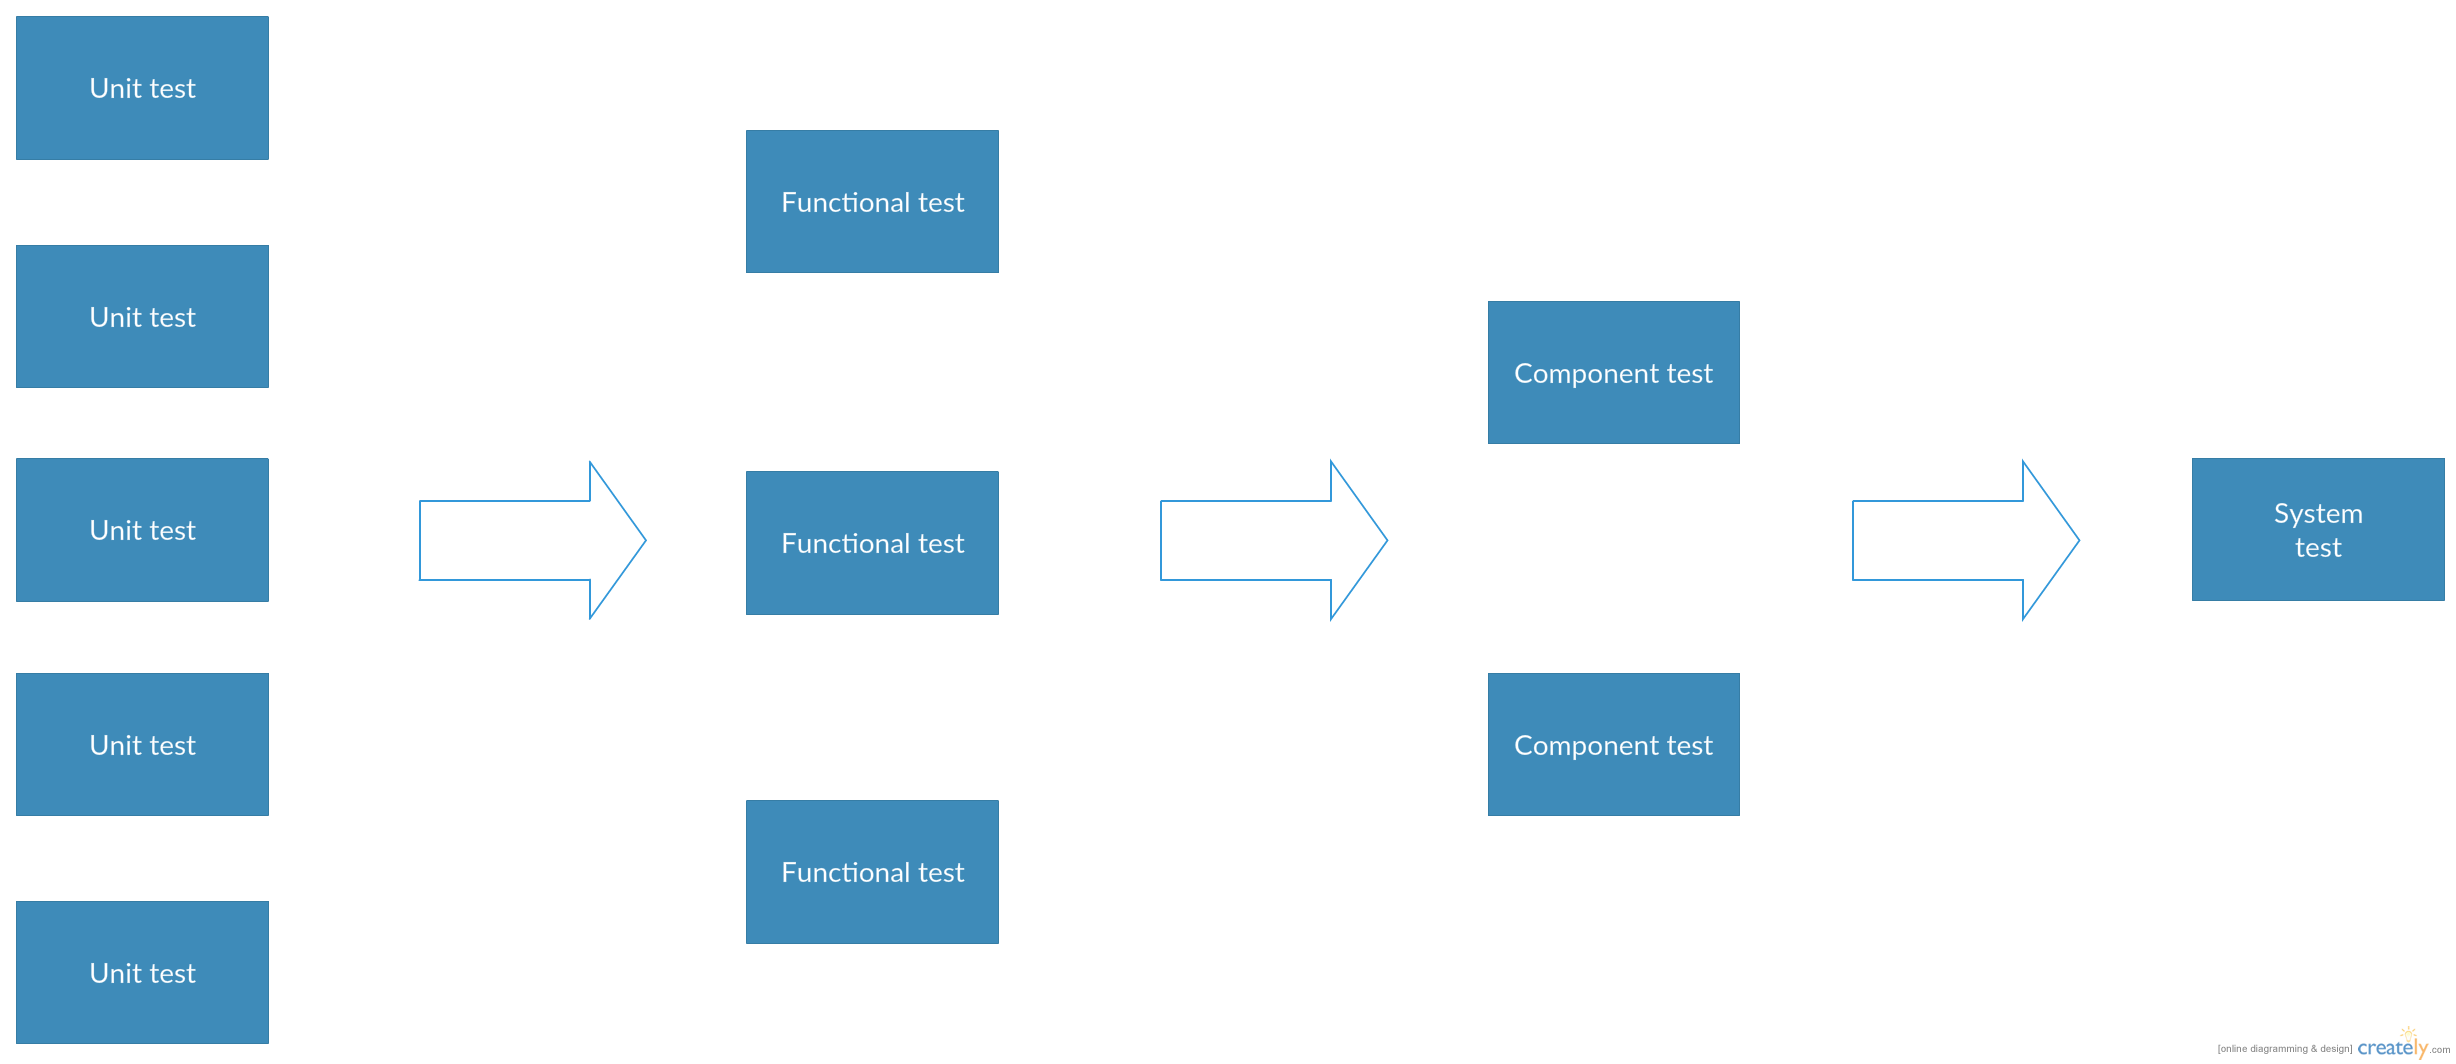 Unit test
Unit test
Unit test
Unit test
Unit test
Functional test
Functional test
Functional test
Component test
Component test
System
test
[online diagramming & design] creately.com